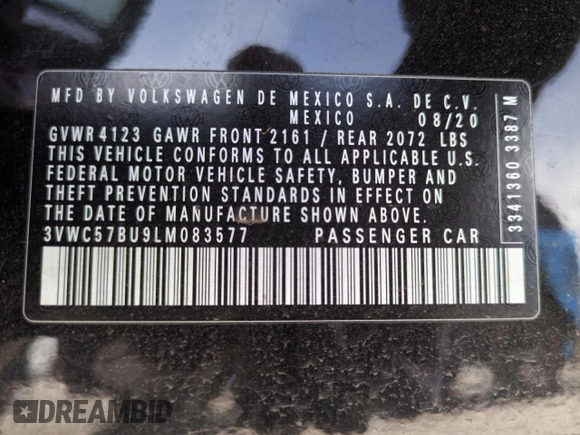 MFD BY VOLKSWAGEN DE MEXICO S.A. DE C.V.
MEXICO 08/20
GVWR 4123 GAWR FRONT 2161 / REAR 2072 LBS
THIS VEHICLE CONFORMS TO ALL APPLICABLE U.S.
FEDERAL MOTOR VEHICLE SAFETY, BUMPER AND
THEFT PREVENTION STANDARDS IN EFFECT ON
THE DATE OF MANUFACTURE SHOWN ABOVE.
3VWC57BU9LM083577 PASSENGER CAR
3341360 3387 M
DREAMBID